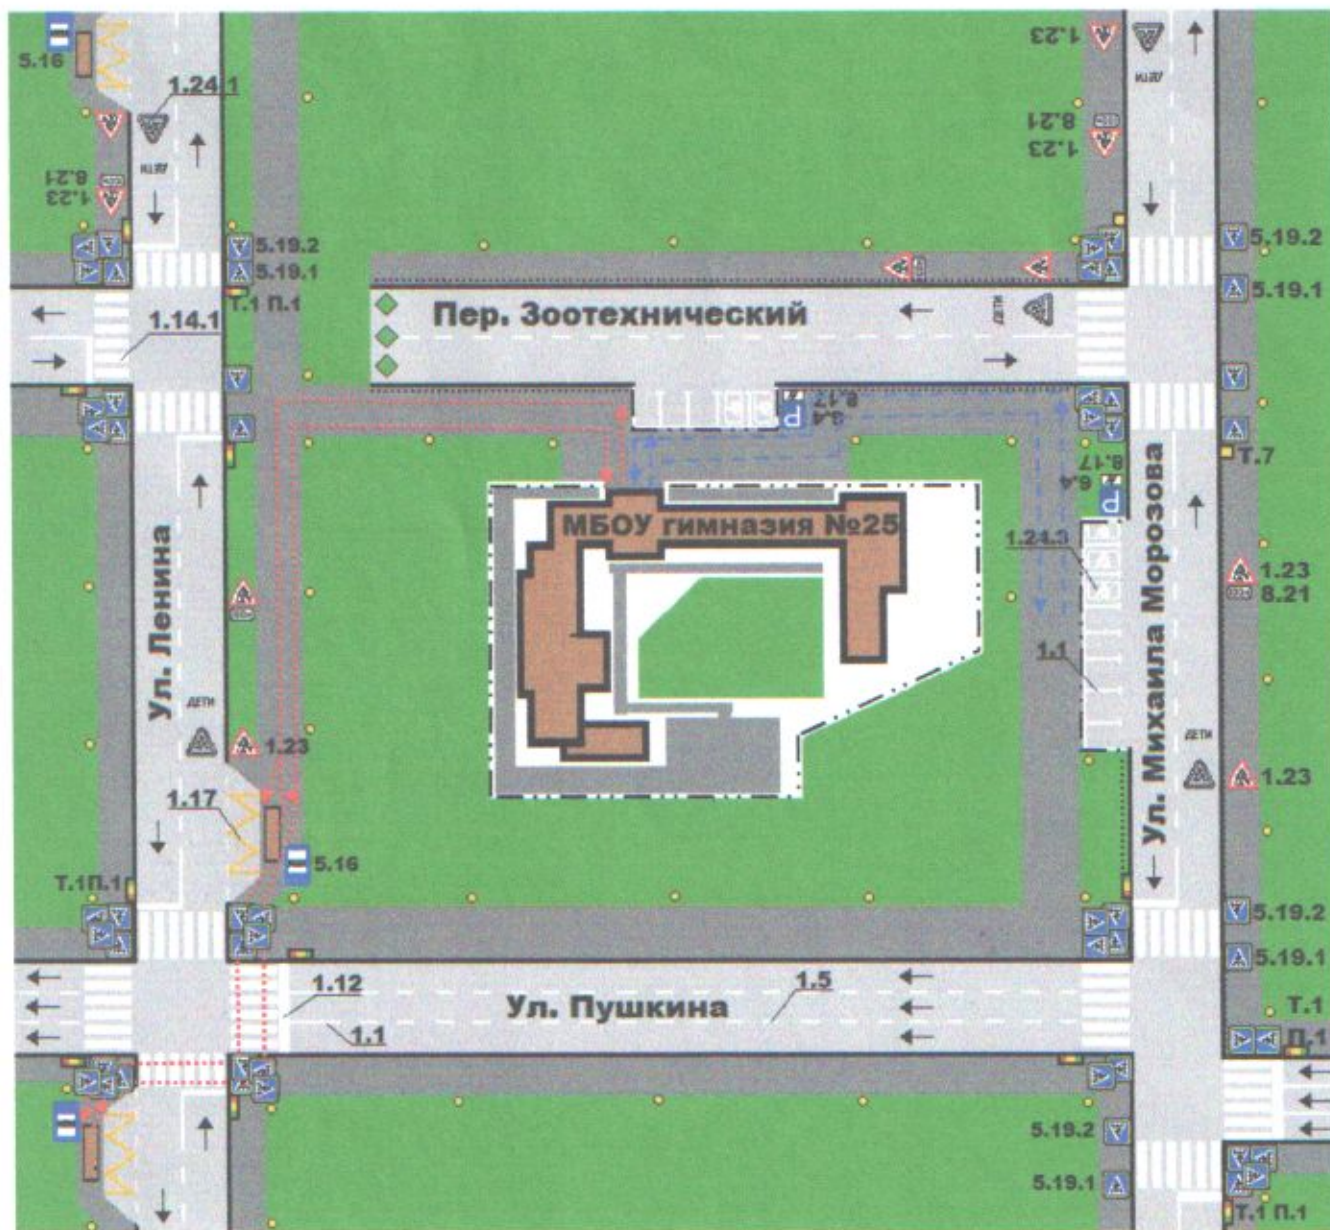 5.16
1.24.1
ДЕТИ
8.21
1.23
1.23
ДЕТИ
8.21
1.23
5.19.2
5.19.1
Т.1 П.1
1.14.1
5.19.2
5.19.1
Пер. Зоотехнический
ДЕТИ
8.17
6.4
Т.7
8.17
6.4
МБОУ гимназия №25
1.24.3
1.23
8.21
Ул. Ленина
Ул. Михаила Морозова
1.1
ДЕТИ
1.23
ДЕТИ
1.23
1.17
5.16
Т.1П.1
5.19.2
5.19.1
1.12
Ул. Пушкина
1.5
1.1
Т.1
П.1
5.19.2
5.19.1
Т.1 П.1